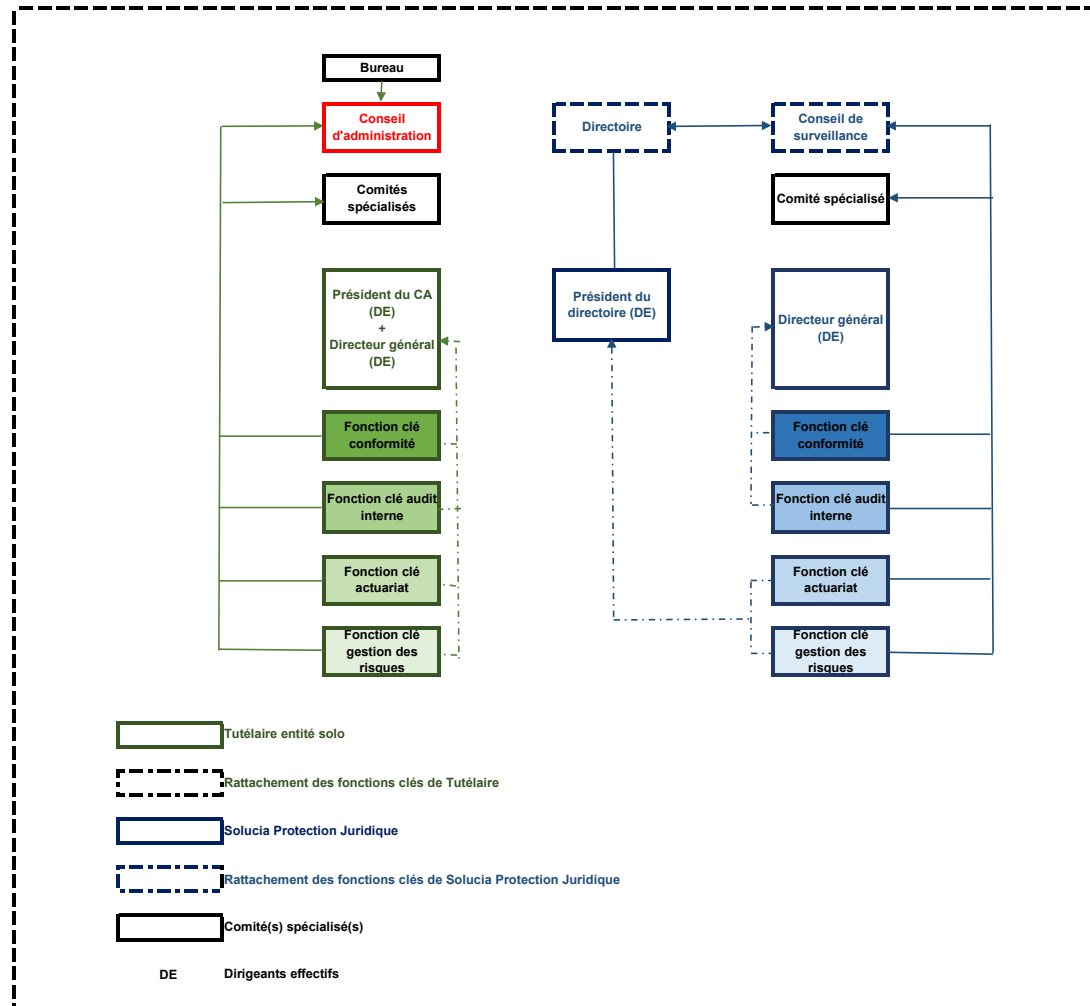 Bureau
Conseil
d'administration
Comités
spécialisés
Président du CA
(DE)
+
Directeur général
(DE)
Fonction clé
conformité
Fonction clé audit
interne
Fonction clé
actuariat
Fonction clé
gestion des
risques
Directoire
Président du
directoire (DE)
Conseil de
surveillance
Comité spécialisé
Directeur général
(DE)
Fonction clé
conformité
Fonction clé audit
interne
Fonction clé
actuariat
Fonction clé
gestion des
risques
Tutélaire entité solo
Rattachement des fonctions clés de Tutélaire
Solucia Protection Juridique
Rattachement des fonctions clés de Solucia Protection Juridique
Comité(s) spécialisé(s)
DE Dirigeants effectifs